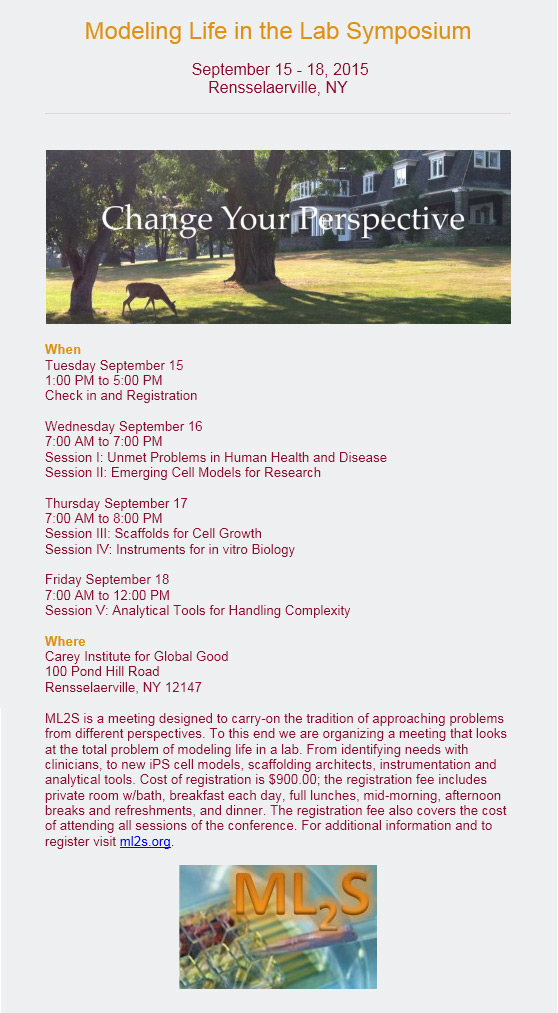 Modeling Life in the Lab Symposium
September 15 - 18, 2015
Rensselaerville, NY
Change Your Perspective
When
Tuesday September 15
1:00 PM to 5:00 PM
Check in and Registration
Wednesday September 16
7:00 AM to 7:00 PM
Session I: Unmet Problems in Human Health and Disease
Session II: Emerging Cell Models for Research
Thursday September 17
7:00 AM to 8:00 PM
Session III: Scaffolds for Cell Growth
Session IV: Instruments for in vitro Biology
Friday September 18
7:00 AM to 12:00 PM
Session V: Analytical Tools for Handling Complexity
Where
Carey Institute for Global Good
100 Pond Hill Road
Rensselaerville, NY 12147
ML2S is a meeting designed to carry-on the tradition of approaching problems
from different perspectives. To this end we are organizing a meeting that looks
at the total problem of modeling life in a lab. From identifying needs with
clinicians, to new iPS cell models, scaffolding architects, instrumentation and
analytical tools. Cost of registration is $900.00; the registration fee includes
private room w/bath, breakfast each day, full lunches, mid-morning, afternoon
breaks and refreshments, and dinner. The registration fee also covers the cost
of attending all sessions of the conference. For additional information and to
register visit ml2s.org.
ML2S